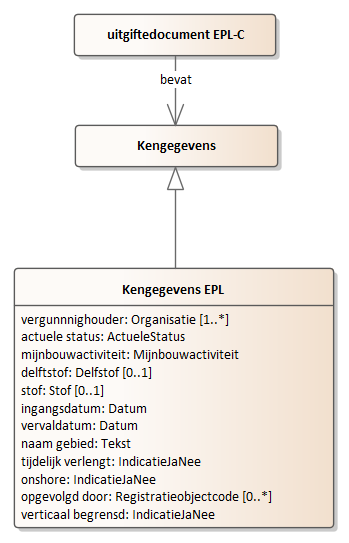 uitgiftedocument EPL-C
bevat
Kengegevens
Kengegevens EPL
vergunnnighouder: Organisatie [1..*]
actuele status: ActueleStatus
mijnbouwactiviteit: Mijnbouwactiviteit
delftstof: Delfstof [0..1]
stof: Stof [0..1]
ingangsdatum: Datum
vervaldatum: Datum
naam gebied: Tekst
tijdelijk verlengt: IndicatieJaNee
onshore: IndicatieJaNee
opgevolgd door: Registratieobjectcode [0..*]
verticaal begrensd: IndicatieJaNee